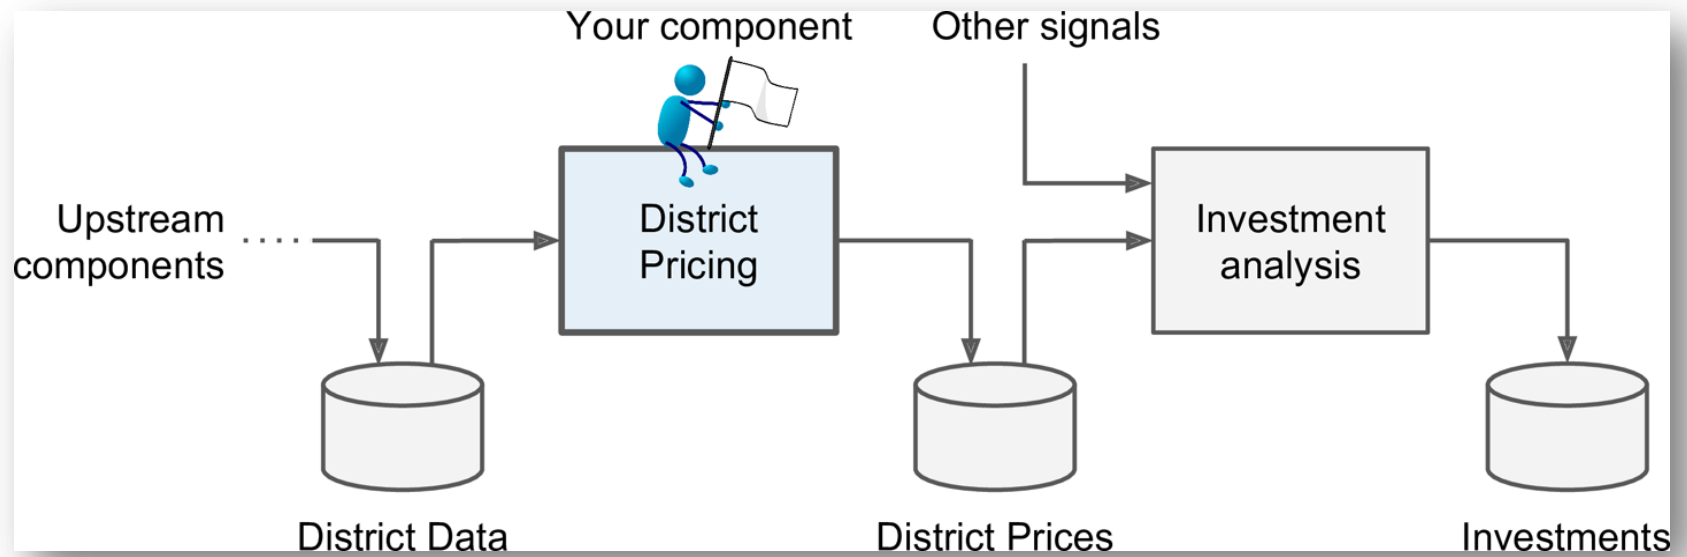 Your component
Other signals
Upstream
components
District
Pricing
Investment
analysis
District Data
District Prices
Investments